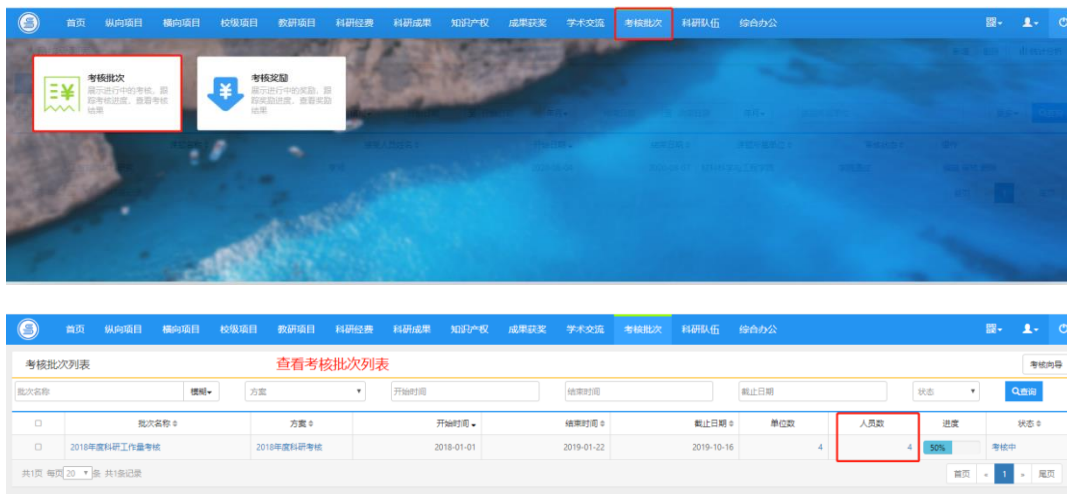 首页 纵向项目 横向项目 校级项目 教研项目 科研经费 科研成果 知识产权 成果获奖 学术交流 考核批次 科研队伍 综合办公
考核批次
展示进行中的考核、跟
踪考核进度、查看考核
结果
考核奖励
展示进行中的奖励、跟
踪奖励进度、查看奖励
结果
首页 纵向项目 横向项目 校级项目 教研项目 科研经费 科研成果 知识产权 成果获奖 学术交流 考核批次 科研队伍 综合办公
考核批次列表 查看考核批次列表 考核向导
批次名称 模糊 方案 开始时间 结束时间 截止日期 状态 查询
批次名称 方案 开始时间 结束时间 截止日期 单位数 人员数 进度 状态
2018年度科研工作量考核 2018年度科研考核 2018-01-01 2019-01-22 2019-10-16 4 4 50% 考核中
共1页 每页 20 条 共1条记录 首页 « 1 » 尾页